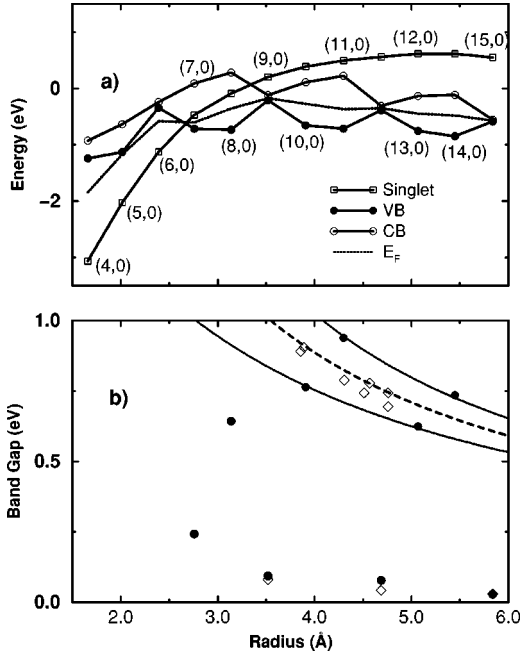 a)
(4,0)
(5,0)
(6,0)
(7,0)
(8,0)
(9,0)
(10,0)
(11,0)
(12,0)
(13,0)
(14,0)
(15,0)
Singlet
VB
CB
E_F
0
−2
Energy (eV)
b)
1.0
0.5
0.0
Band Gap (eV)
2.0 3.0 4.0 5.0 6.0
Radius (Å)